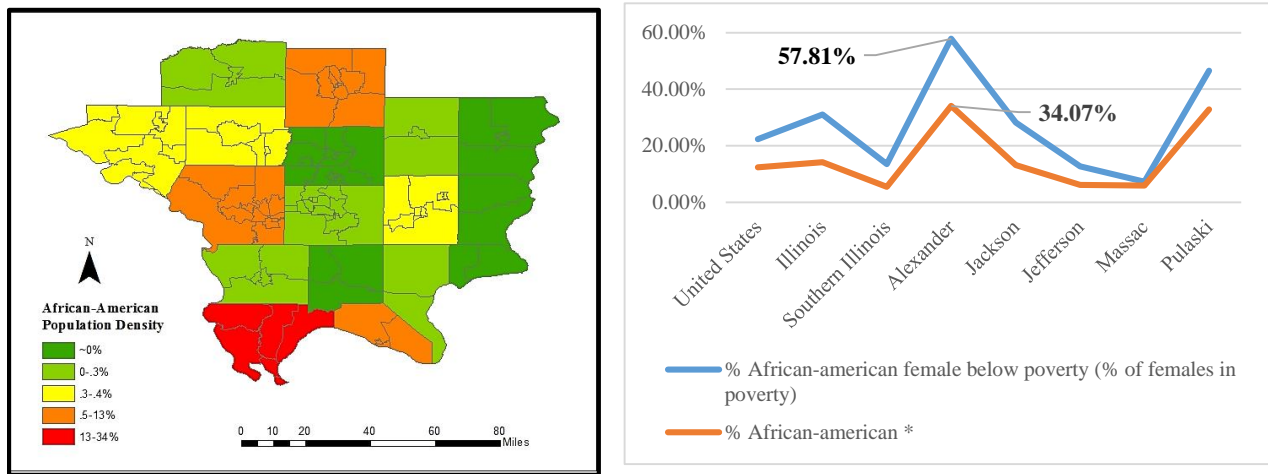 N
African-American
Population Density
~0%
0-.3%
.3-.4%
.5-13%
13-34%
0 10 20 40 60 80
Miles
60.00%
40.00%
20.00%
0.00%
57.81%
34.07%
United States
Illinois
Southern Illinois
Alexander
Jackson
Jefferson
Massac
Pulaski
% African-american female below poverty (% of females in
poverty)
% African-american *